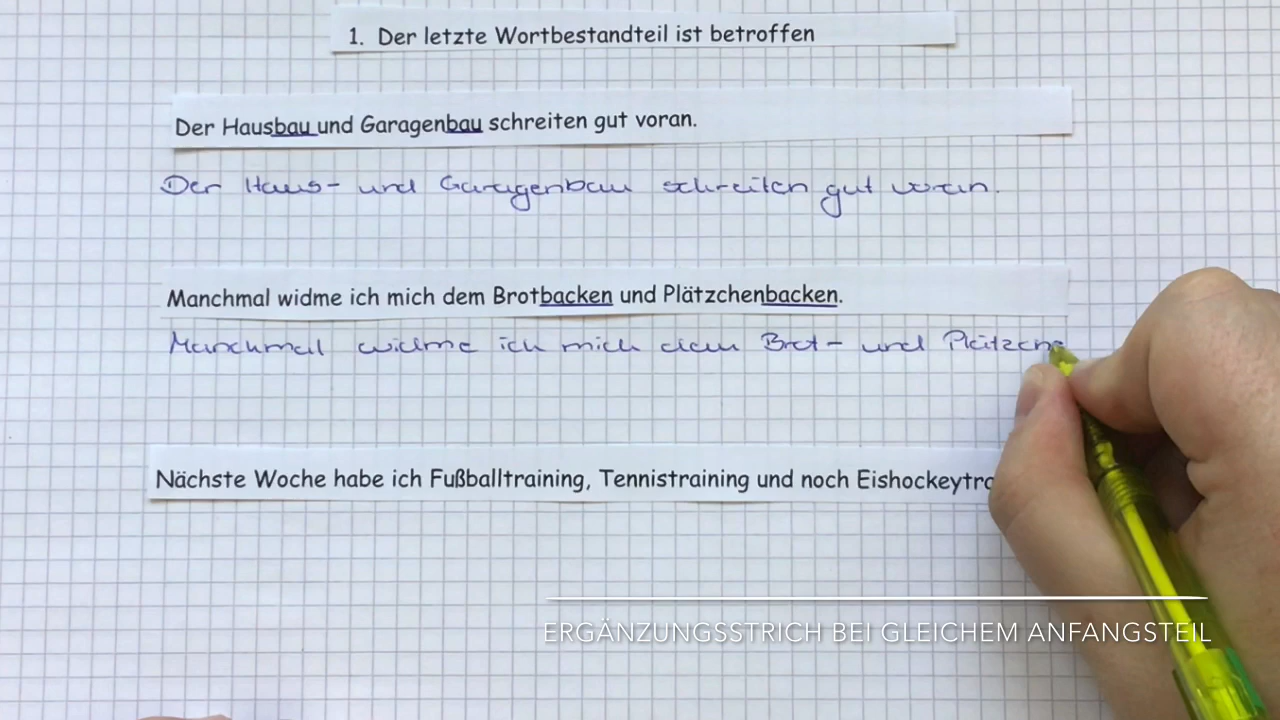 1. Der letzte Wortbestandteil ist betroffen
Der Hausbau und Garagenbau schreiten gut voran.
Der Haus- und Garagenbau schreiten gut voran.
Manchmal widme ich mich dem Brotbacken und Plätzchenbacken.
Manchmal widme ich mich dem Brot- und Plätzche
Nächste Woche habe ich Fußballtraining, Tennistraining und noch Eishockeytra
ERGÄNZUNGSSTRICH BEI GLEICHEM ANFANGSTEIL